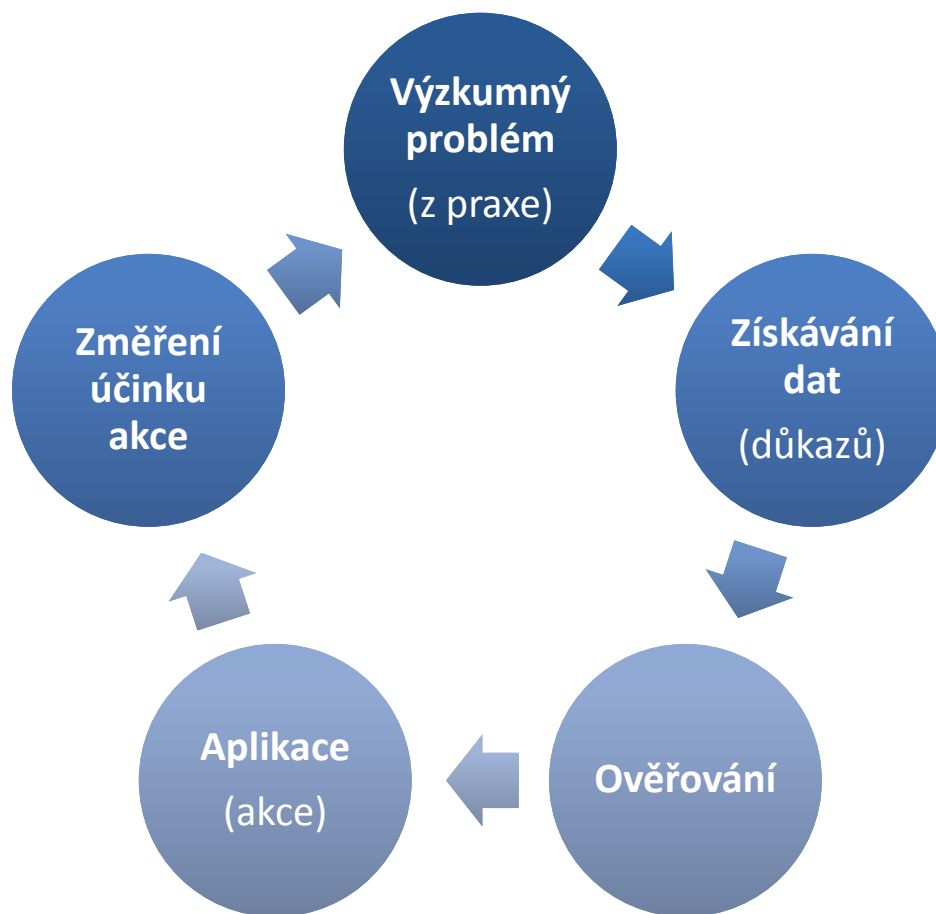 Výzkumný
problém
(z praxe)
Získávání
dat
(důkazů)
Ověřování
Aplikace
(akce)
Změření
účinku
akce